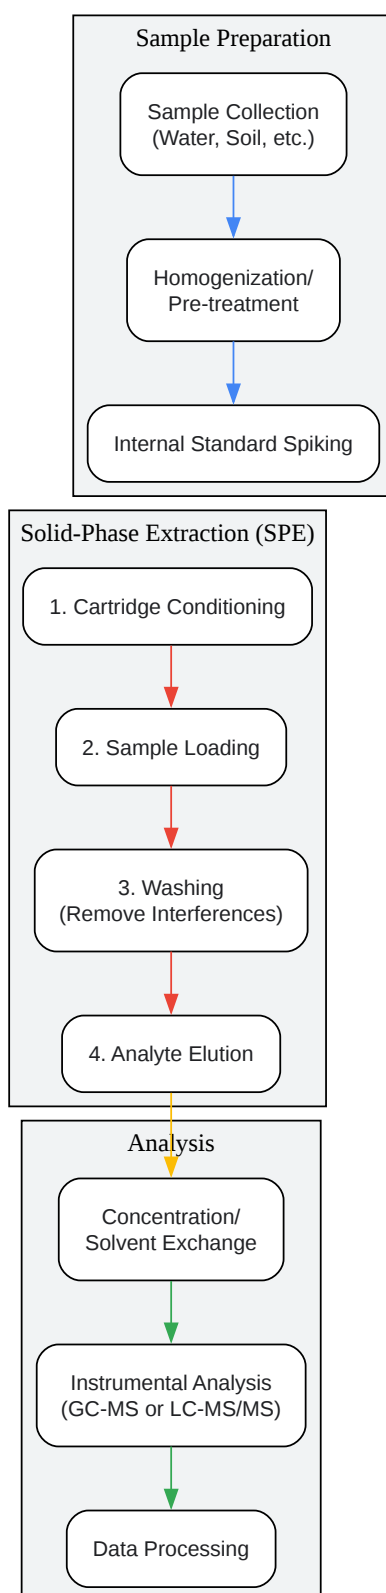 Sample Preparation
Sample Collection
(Water, Soil, etc.)
Homogenization/
Pre-treatment
Internal Standard Spiking
Solid-Phase Extraction (SPE)
1. Cartridge Conditioning
2. Sample Loading
3. Washing
(Remove Interferences)
4. Analyte Elution
Analysis
Concentration/
Solvent Exchange
Instrumental Analysis
(GC-MS or LC-MS/MS)
Data Processing